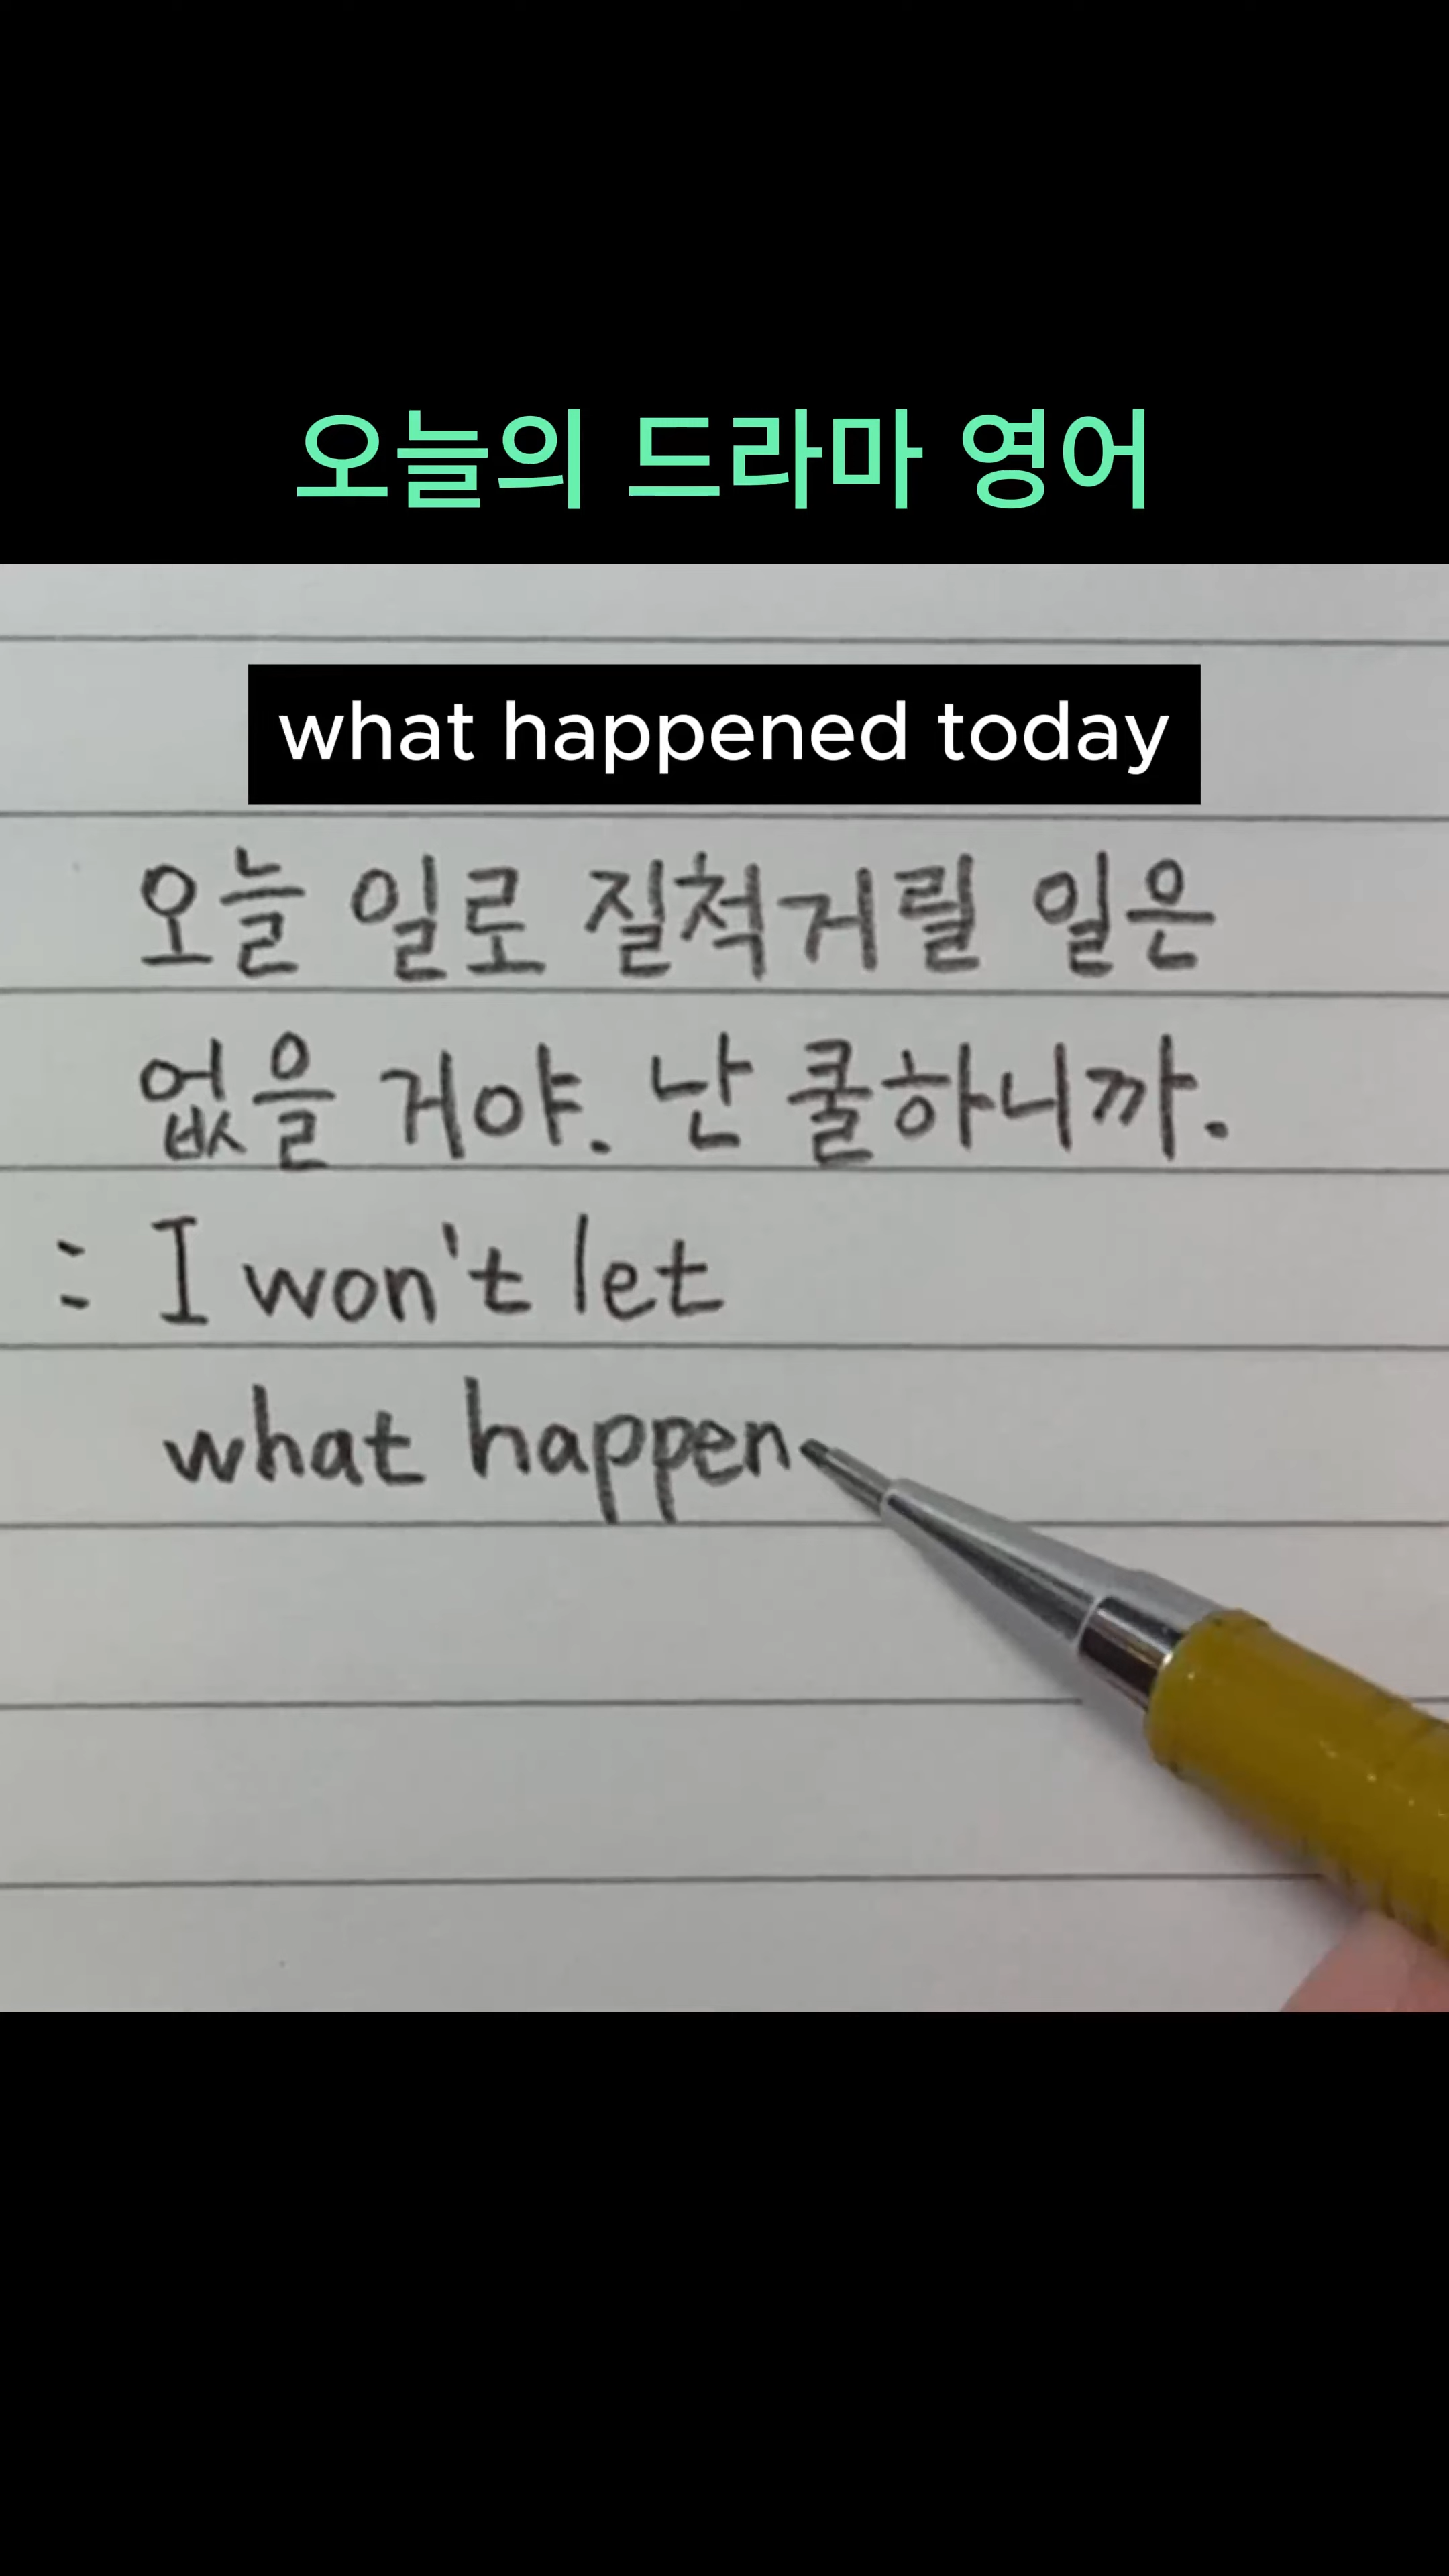 오늘의 드라마 영어
what happened today
오늘 일로 질척거릴 일은
없을 거야. 난 쿨하니까.
: I won't let
what happen